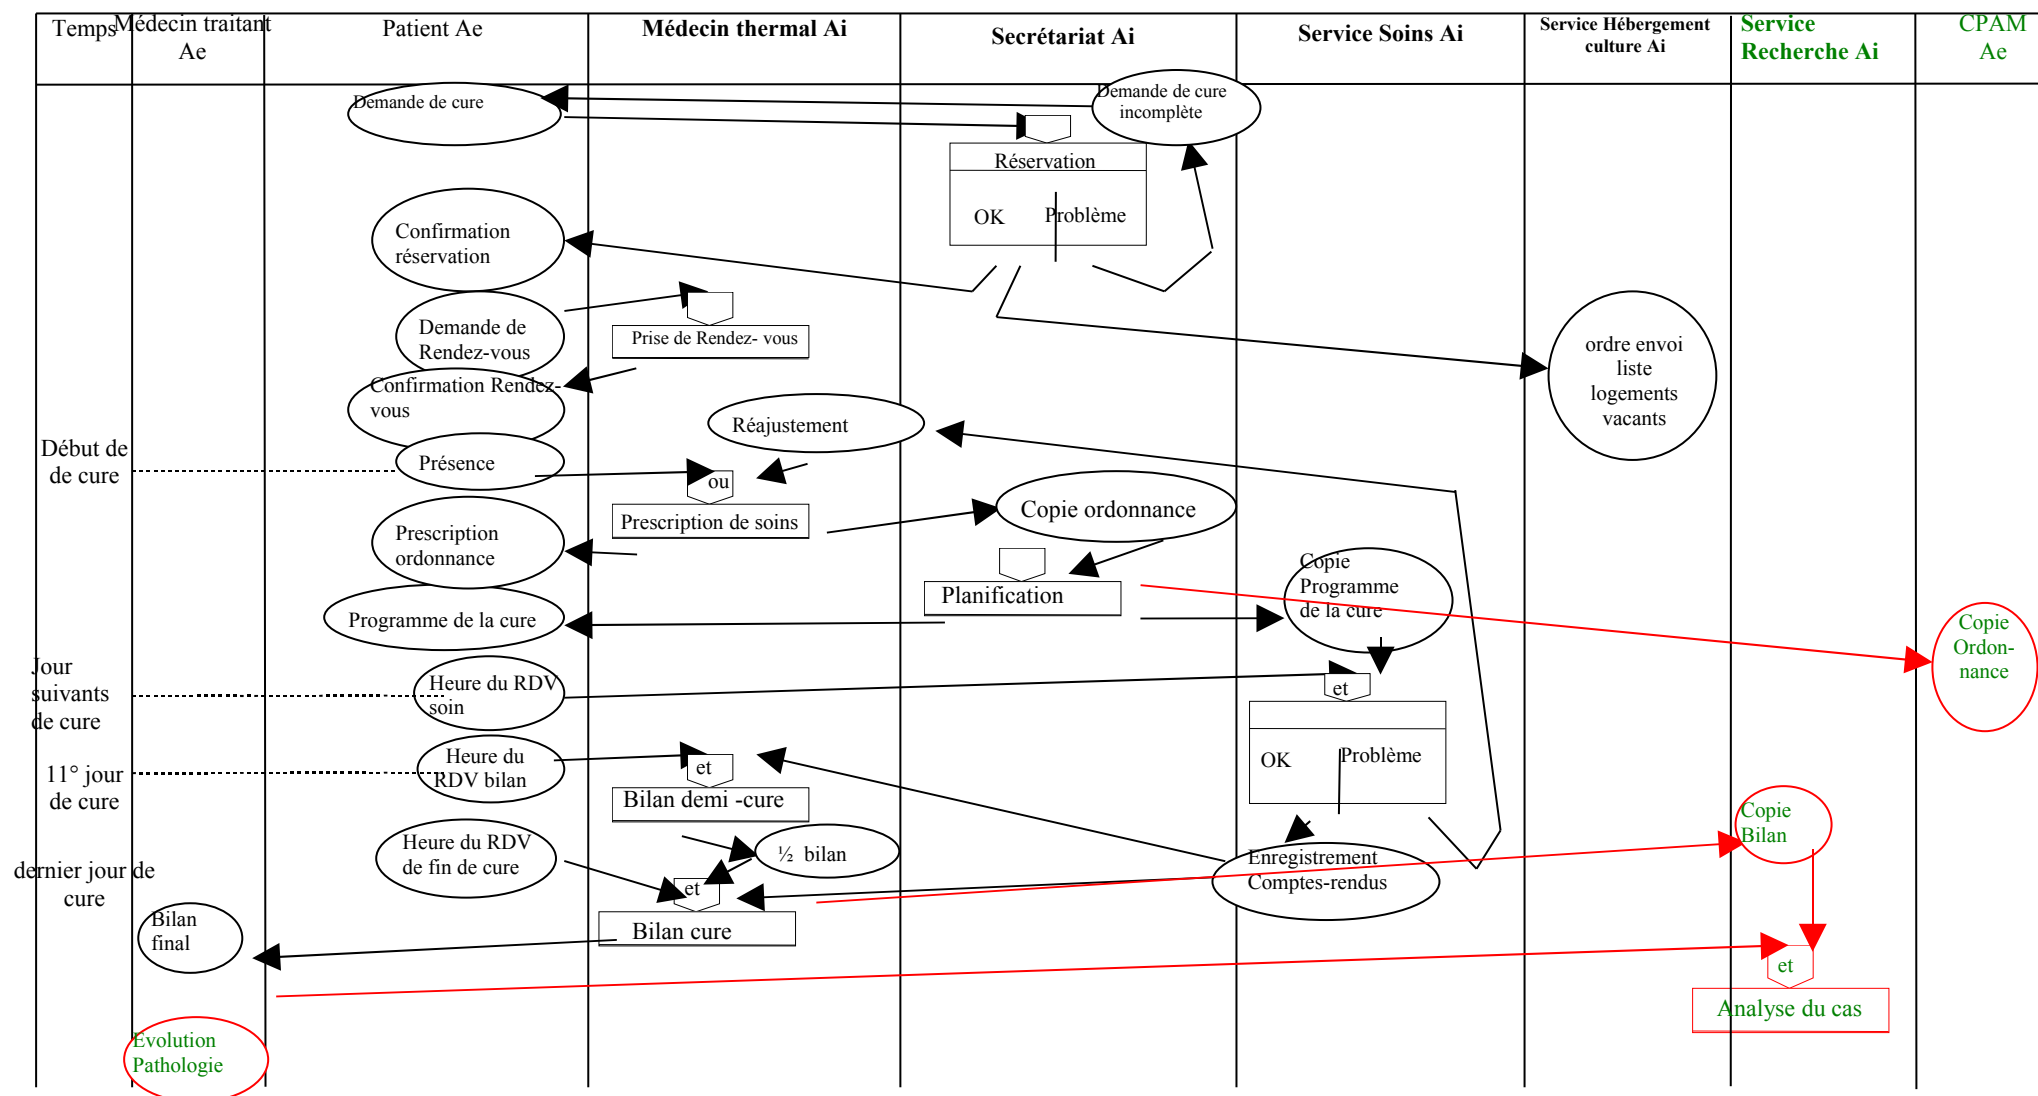 Temps
Médecin traitant
Ae
Patient Ae
Médecin thermal Ai
Secrétariat Ai
Service Soins Ai
Service Hébergement
culture Ai
Service
Recherche Ai
CPAM
Ae
Demande de cure
Demande de cure
incomplète
Réservation
OK
Problème
Confirmation
réservation
Demande de
Rendez-vous
Prise de Rendez- vous
ordre envoi
liste
logements
vacants
Confirmation Rendez-
vous
Réajustement
Début de
de cure
Présence
ou
Prescription de soins
Copie ordonnance
Prescription
ordonnance
Planification
Copie
Programme
de la cure
Programme de la cure
Copie
Ordon-
nance
Jour
suivants
de cure
Heure du RDV
soin
et
OK
Problème
11° jour
de cure
Heure du
RDV bilan
et
Bilan demi -cure
Copie
Bilan
dernier jour de
cure
Heure du RDV
de fin de cure
½ bilan
Enregistrement
Comptes-rendus
et
Bilan cure
Bilan
final
et
Analyse du cas
Evolution
Pathologie